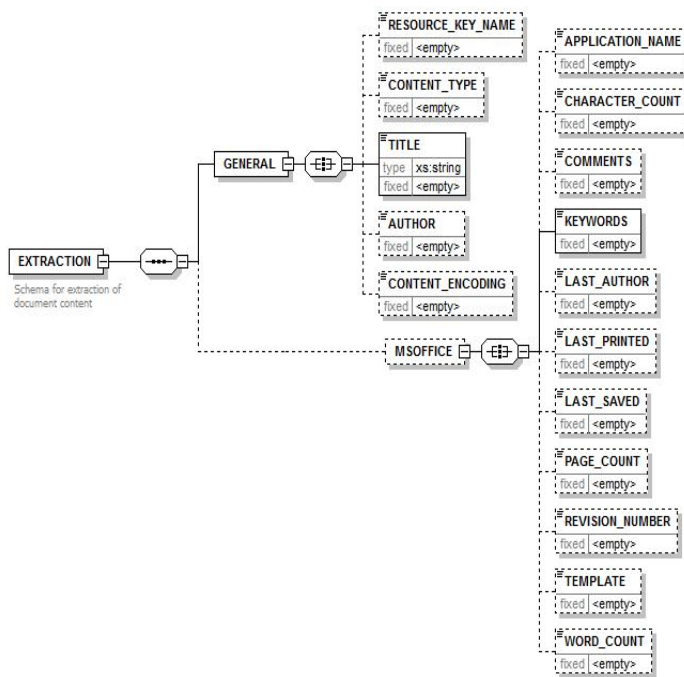 EXTRACTION
Schema for extraction of
document content
GENERAL
RESOURCE_KEY_NAME
fixed <empty>
CONTENT_TYPE
fixed <empty>
TITLE
type xs:string
fixed <empty>
AUTHOR
fixed <empty>
CONTENT_ENCODING
fixed <empty>
MSOFFICE
APPLICATION_NAME
fixed <empty>
CHARACTER_COUNT
fixed <empty>
COMMENTS
fixed <empty>
KEYWORDS
fixed <empty>
LAST_AUTHOR
fixed <empty>
LAST_PRINTED
fixed <empty>
LAST_SAVED
fixed <empty>
PAGE_COUNT
fixed <empty>
REVISION_NUMBER
fixed <empty>
TEMPLATE
fixed <empty>
WORD_COUNT
fixed <empty>